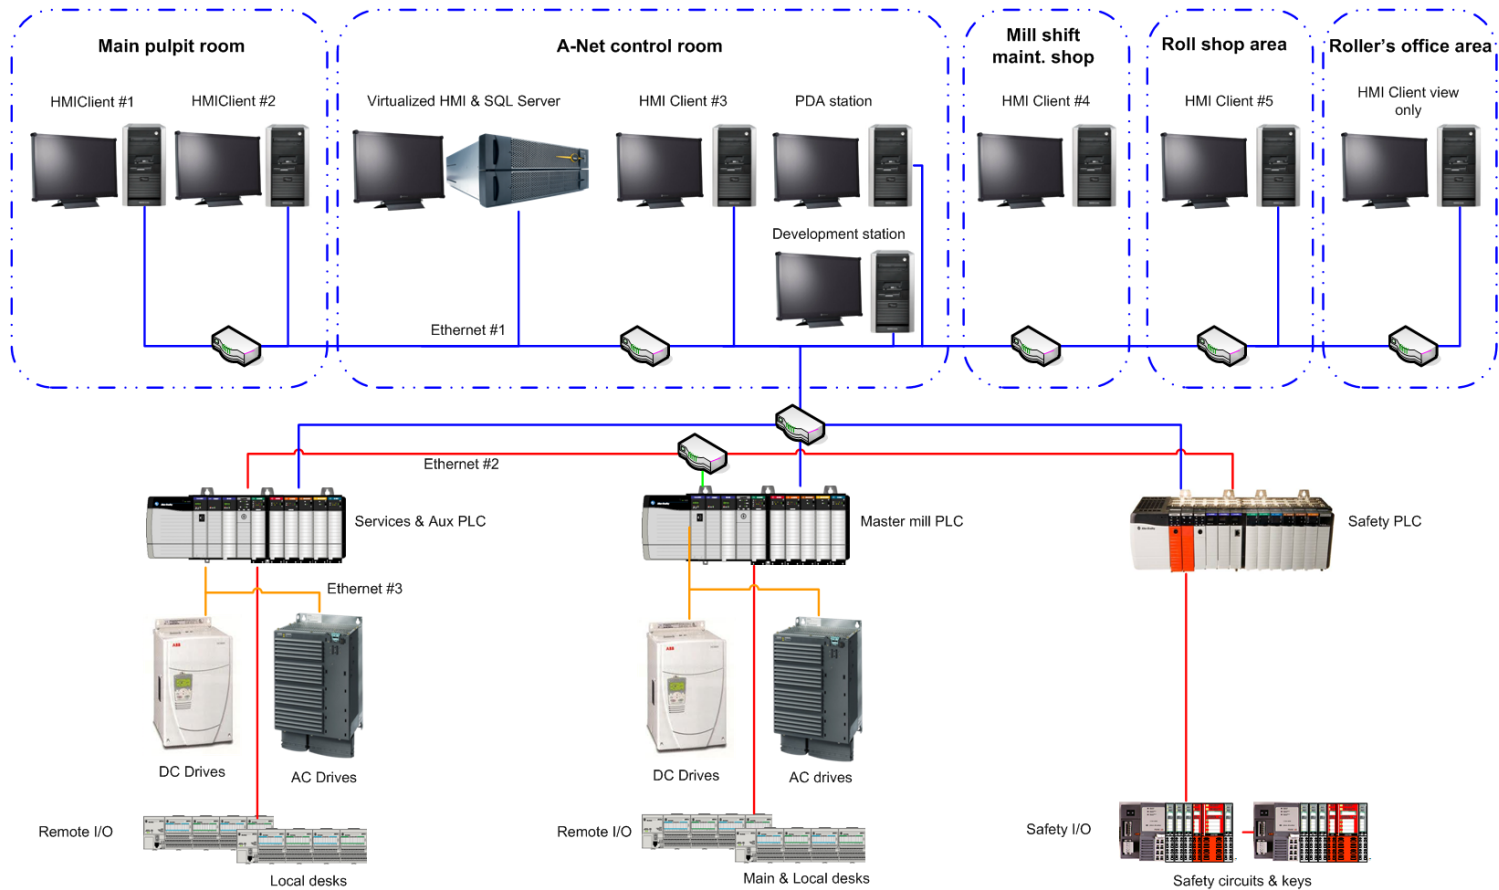 Main pulpit room
A-Net control room
Mill shift
maint. shop
Roll shop area
Roller's office area
HMIClient #1
HMIClient #2
Virtualized HMI & SQL Server
HMI Client #3
PDA station
HMI Client #4
HMI Client #5
HMI Client view
only
Development station
Ethernet #1
Ethernet #2
Services & Aux PLC
Master mill PLC
Safety PLC
Ethernet #3
ABB
ABB
DC Drives
AC Drives
DC Drives
AC drives
Remote I/O
Remote I/O
Safety I/O
Local desks
Main & Local desks
Safety circuits & keys